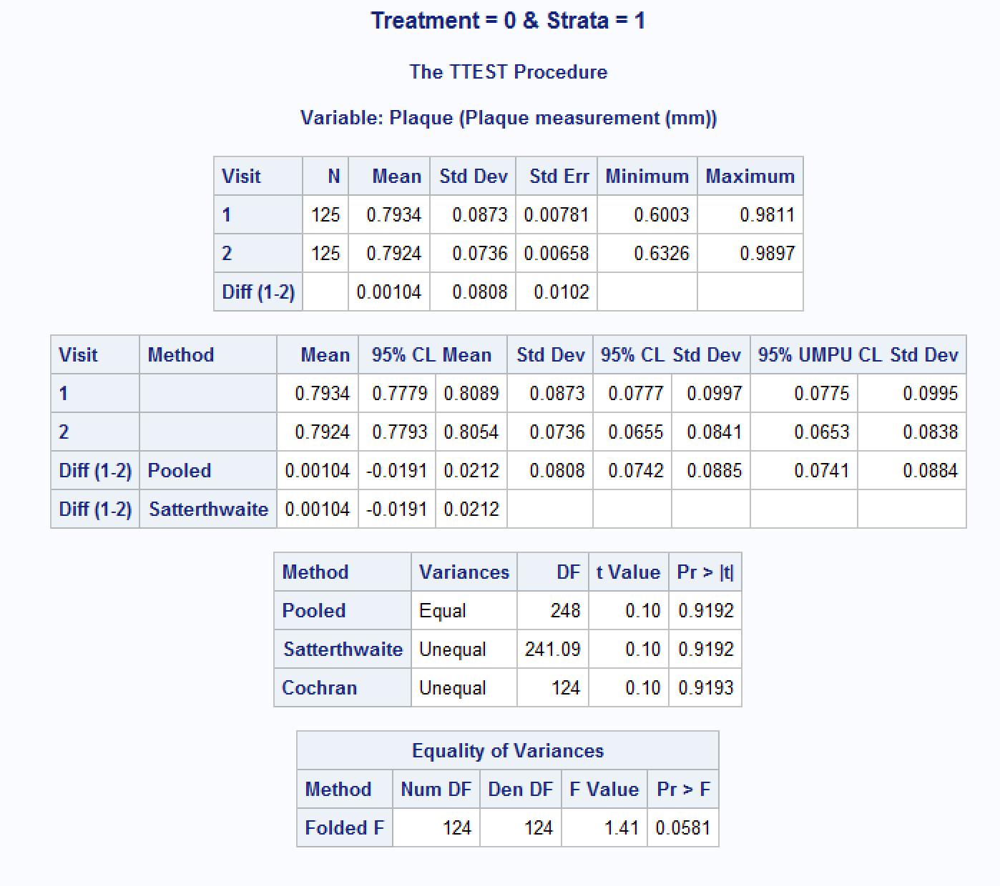 Treatment = 0 & Strata = 1
The TTEST Procedure
Variable: Plaque (Plaque measurement (mm))
Visit N Mean Std Dev Std Err Minimum Maximum
1 125 0.7934 0.0873 0.00781 0.6003 0.9811
2 125 0.7924 0.0736 0.00658 0.6326 0.9897
Diff (1-2) 0.00104 0.0808 0.0102
Visit Method Mean 95% CL Mean Std Dev 95% CL Std Dev 95% UMPU CL Std Dev
1 0.7934 0.7779 0.8089 0.0873 0.0777 0.0997 0.0775 0.0995
2 0.7924 0.7793 0.8054 0.0736 0.0655 0.0841 0.0653 0.0838
Diff (1-2) Pooled 0.00104 -0.0191 0.0212 0.0808 0.0742 0.0885 0.0741 0.0884
Diff (1-2) Satterthwaite 0.00104 -0.0191 0.0212
Method Variances DF t Value Pr > |t|
Pooled Equal 248 0.10 0.9192
Satterthwaite Unequal 241.09 0.10 0.9192
Cochran Unequal 124 0.10 0.9193
Equality of Variances
Method Num DF Den DF F Value Pr > F
Folded F 124 124 1.41 0.0581